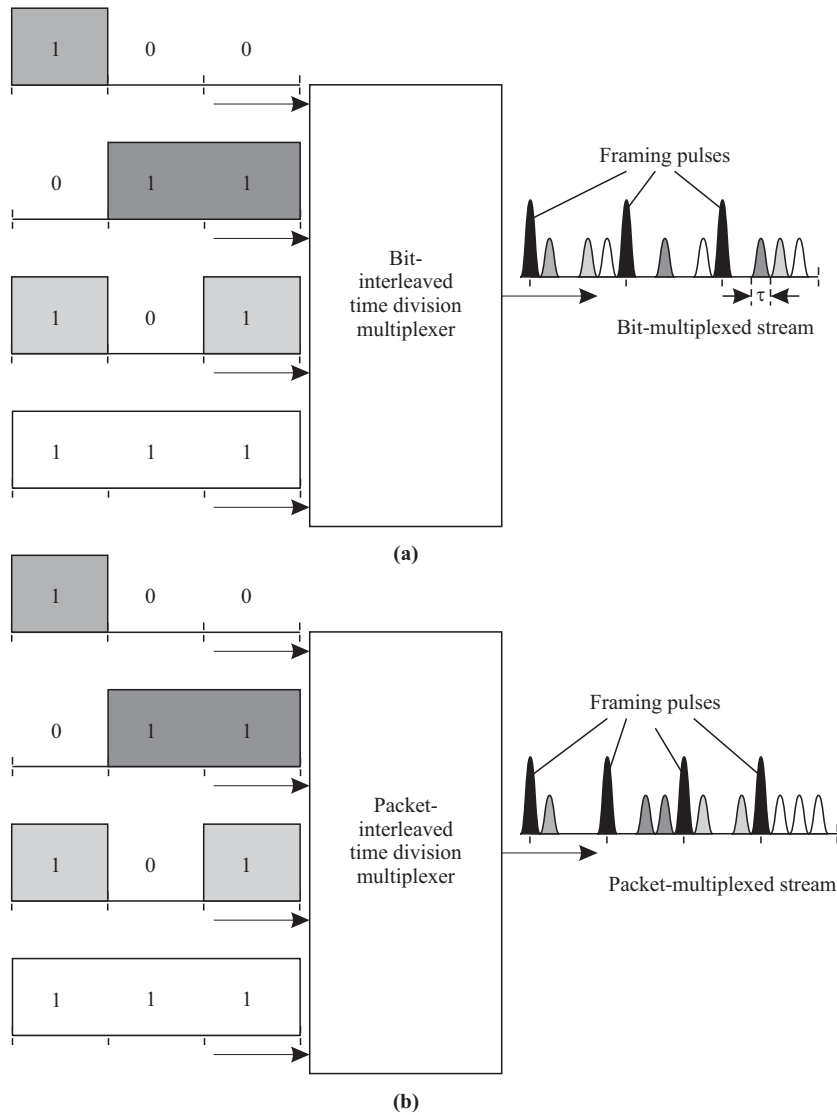 1 0 0
0 1 1
1 0 1
1 1 1
Bit-
interleaved
time division
multiplexer
Framing pulses
τ
Bit-multiplexed stream
(a)
1 0 0
0 1 1
1 0 1
1 1 1
Packet-
interleaved
time division
multiplexer
Framing pulses
Packet-multiplexed stream
(b)